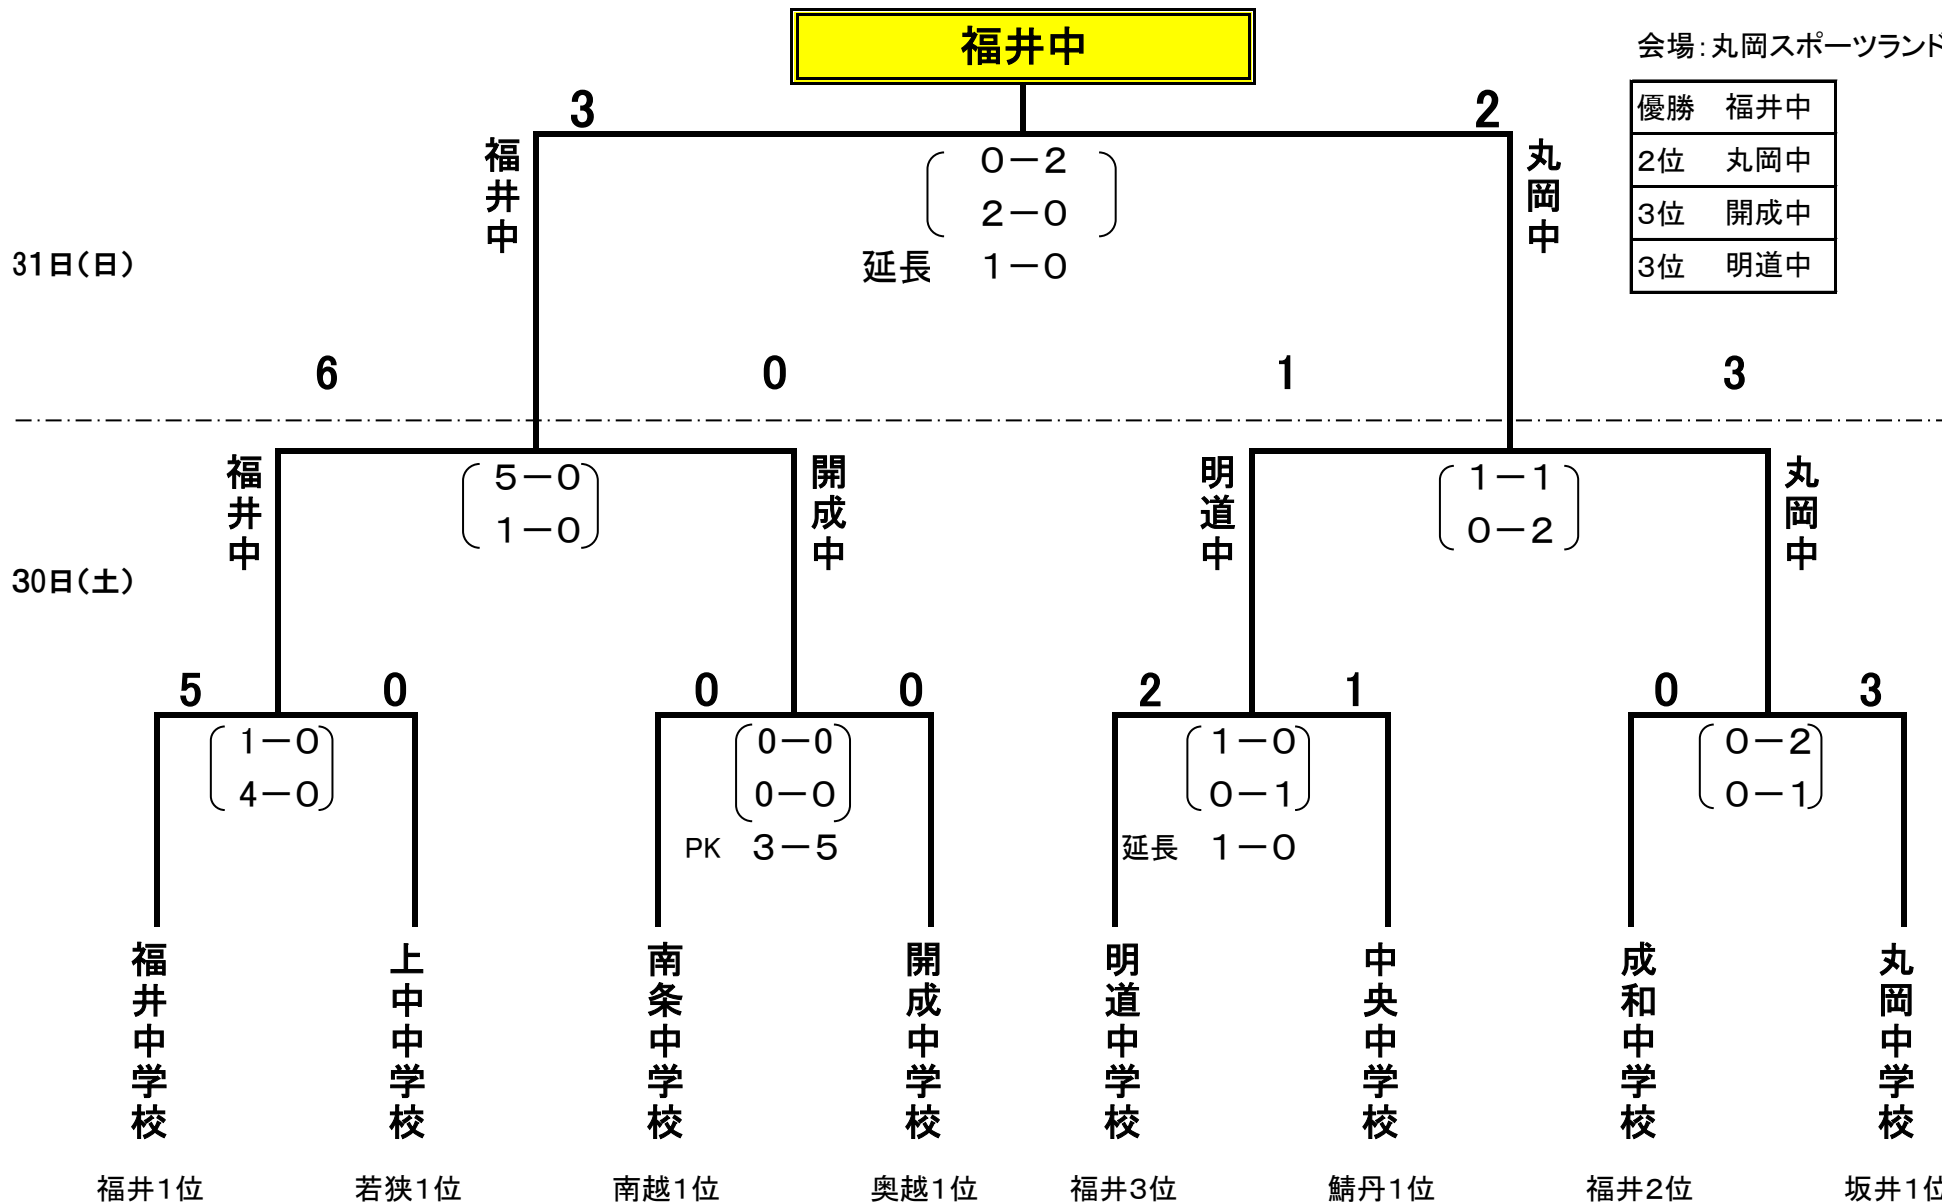 福井中
会場：丸岡スポーツランド
優勝 福井中
2位 丸岡中
3位 開成中
3位 明道中
3 2
福井中
0－2
2－0
延長 1－0
丸岡中
31日（日）
6 0 1 3
福井中
5－0
1－0
開成中
明道中
1－1
0－2
丸岡中
30日（土）
5 0 0 0 2 1 0 3
1－0
4－0
0－0
0－0
PK 3－5
1－0
0－1
延長 1－0
0－2
0－1
福井中学校
上中中学校
南条中学校
開成中学校
明道中学校
中央中学校
成和中学校
丸岡中学校
福井1位 若狭1位 南越1位 奥越1位 福井3位 鯖丹1位 福井2位 坂井1位